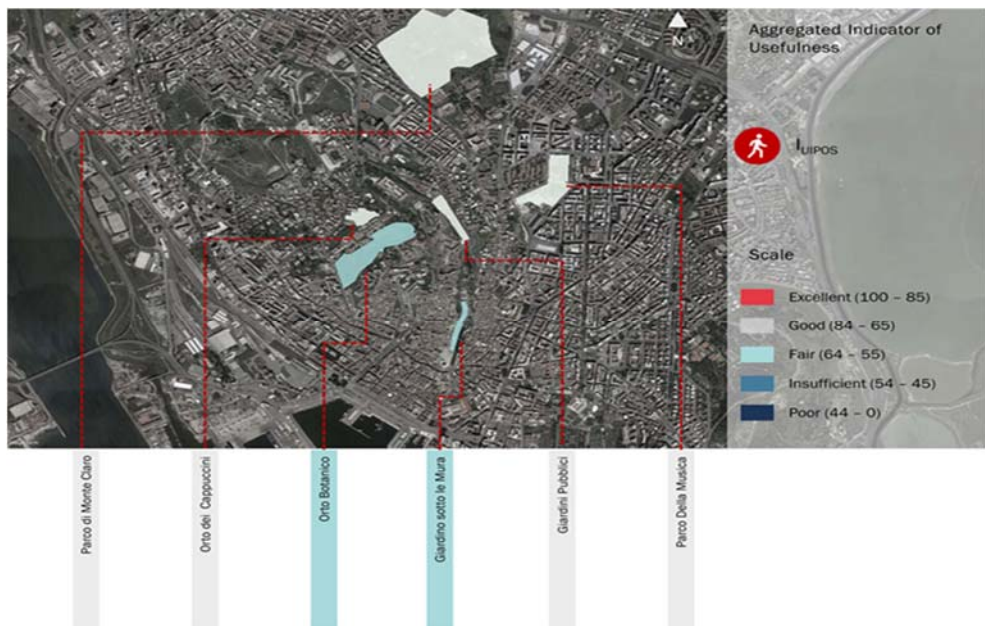 Aggregated Indicator of
Usefulness
N
I UIPOS
Scale
Excellent (100 – 85)
Good (84 – 65)
Fair (64 – 55)
Insufficient (54 – 45)
Poor (44 – 0)
Parco di Monte Claro
Orto dei Cappuccini
Orto Botanico
Giardino sotto le Mura
Giardini Pubblici
Parco Della Musica